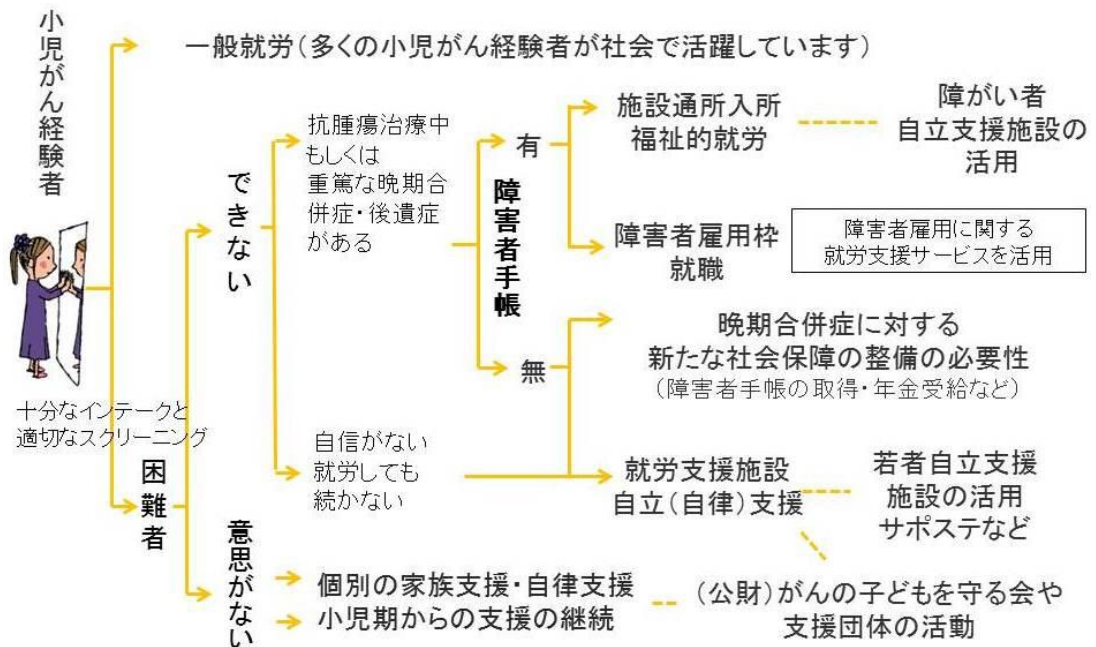 小児がん経験者
一般就労（多くの小児がん経験者が社会で活躍しています）
十分なインテークと
適切なスクリーニング
困難者
できない
抗腫瘍治療中
もしくは
重篤な晩期合
併症・後遺症
がある
障害者手帳
有
施設通所入所
福祉的就労
障がい者
自立支援施設の
活用
障害者雇用枠
就職
障害者雇用に関する
就労支援サービスを活用
無
晩期合併症に対する
新たな社会保障の整備の必要性
（障害者手帳の取得・年金受給など）
自信がない
就労しても
続かない
就労支援施設
自立（自律）支援
若者自立支援
施設の活用
サポステなど
意思がない
個別の家族支援・自律支援
小児期からの支援の継続
（公財）がんの子どもを守る会や
支援団体の活動